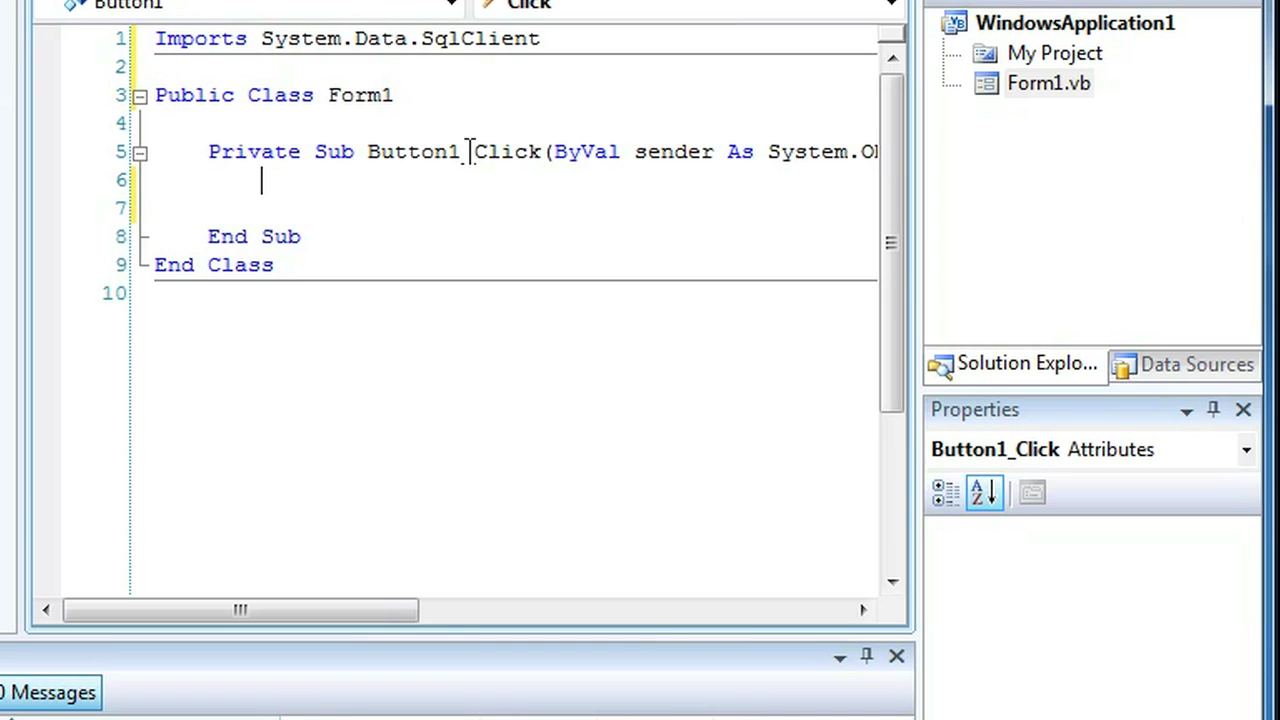 Button1
Click
1 Imports System.Data.SqlClient
2
3 Public Class Form1
4
5 Private Sub Button1_Click(ByVal sender As System.Ob
6
7
8 End Sub
9 End Class
10
WindowsApplication1
My Project
Form1.vb
Solution Explo...
Data Sources
Properties
Button1_Click Attributes
0 Messages